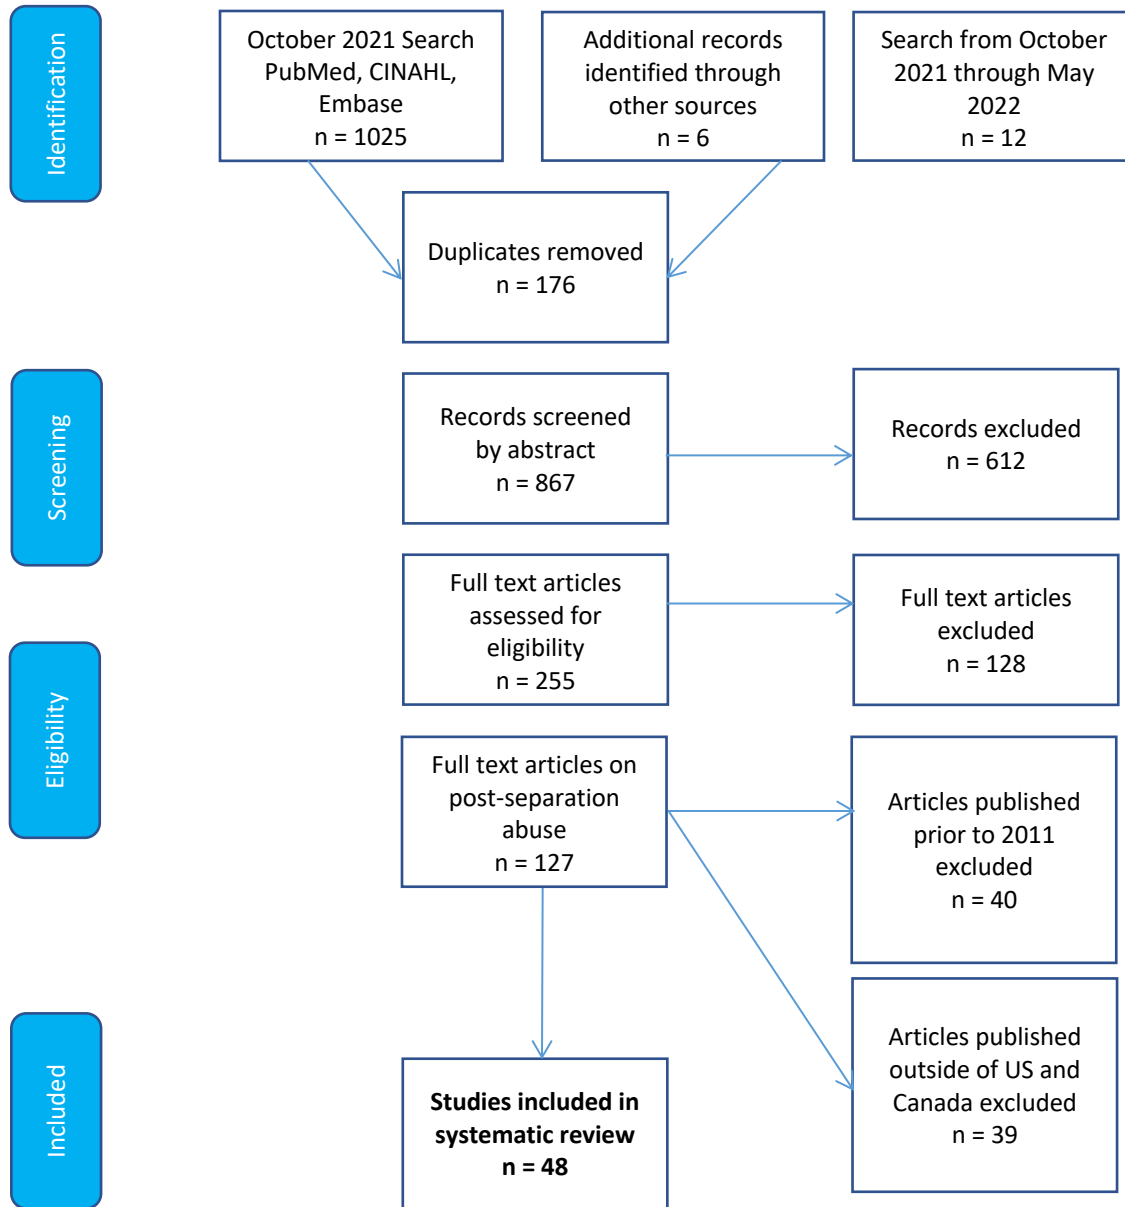 Identification
October 2021 Search
PubMed, CINAHL,
Embase
n = 1025
Additional records
identified through
other sources
n = 6
Search from October
2021 through May
2022
n = 12
Duplicates removed
n = 176
Screening
Records screened
by abstract
n = 867
Records excluded
n = 612
Eligibility
Full text articles
assessed for
eligibility
n = 255
Full text articles
excluded
n = 128
Full text articles on
post-separation
abuse
n = 127
Articles published
prior to 2011
excluded
n = 40
Included
Studies included in
systematic review
n = 48
Articles published
outside of US and
Canada excluded
n = 39